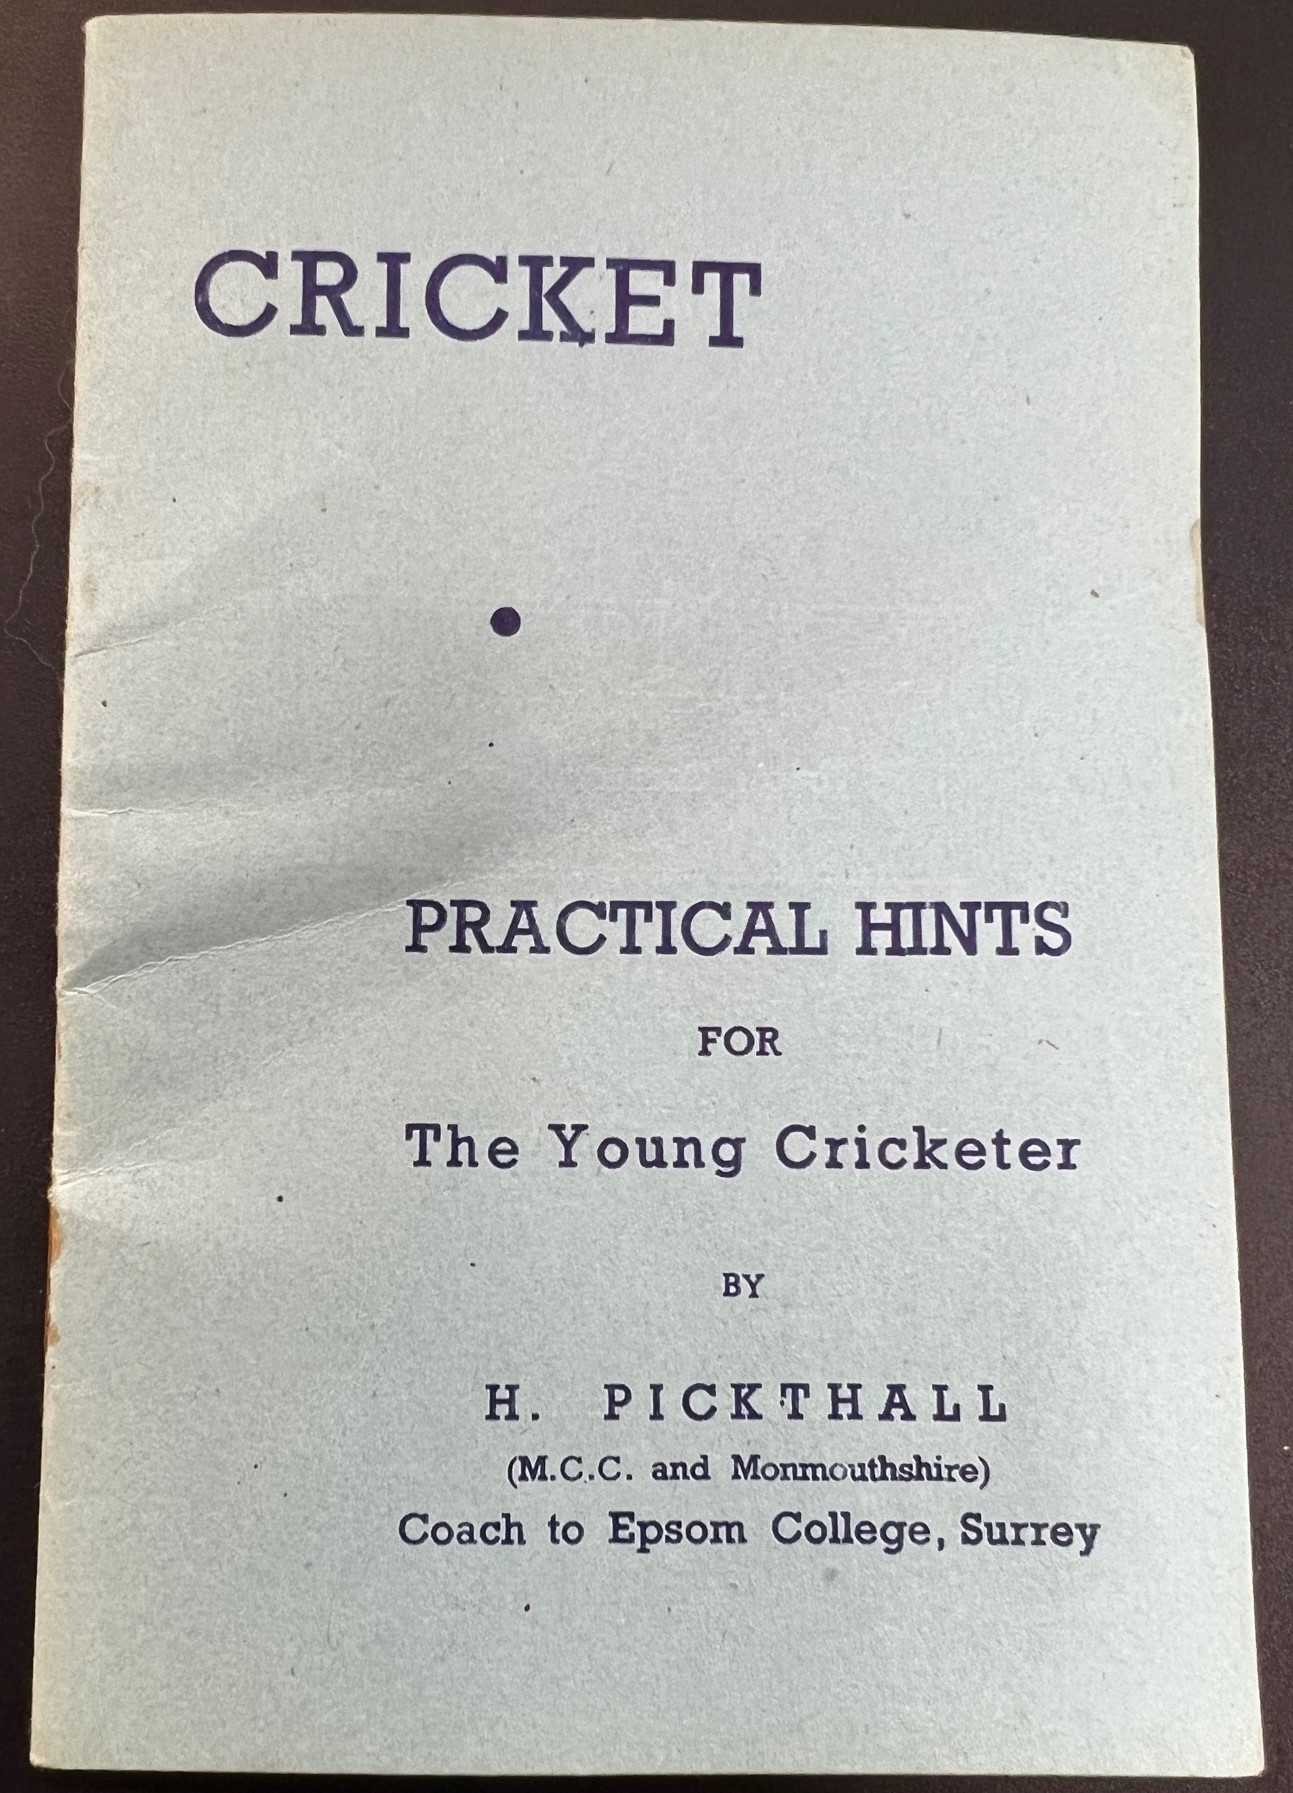 CRICKET
PRACTICAL HINTS
FOR
The Young Cricketer
BY
H. PICKTHALL
(M.C.C. and Monmouthshire)
Coach to Epsom College, Surrey